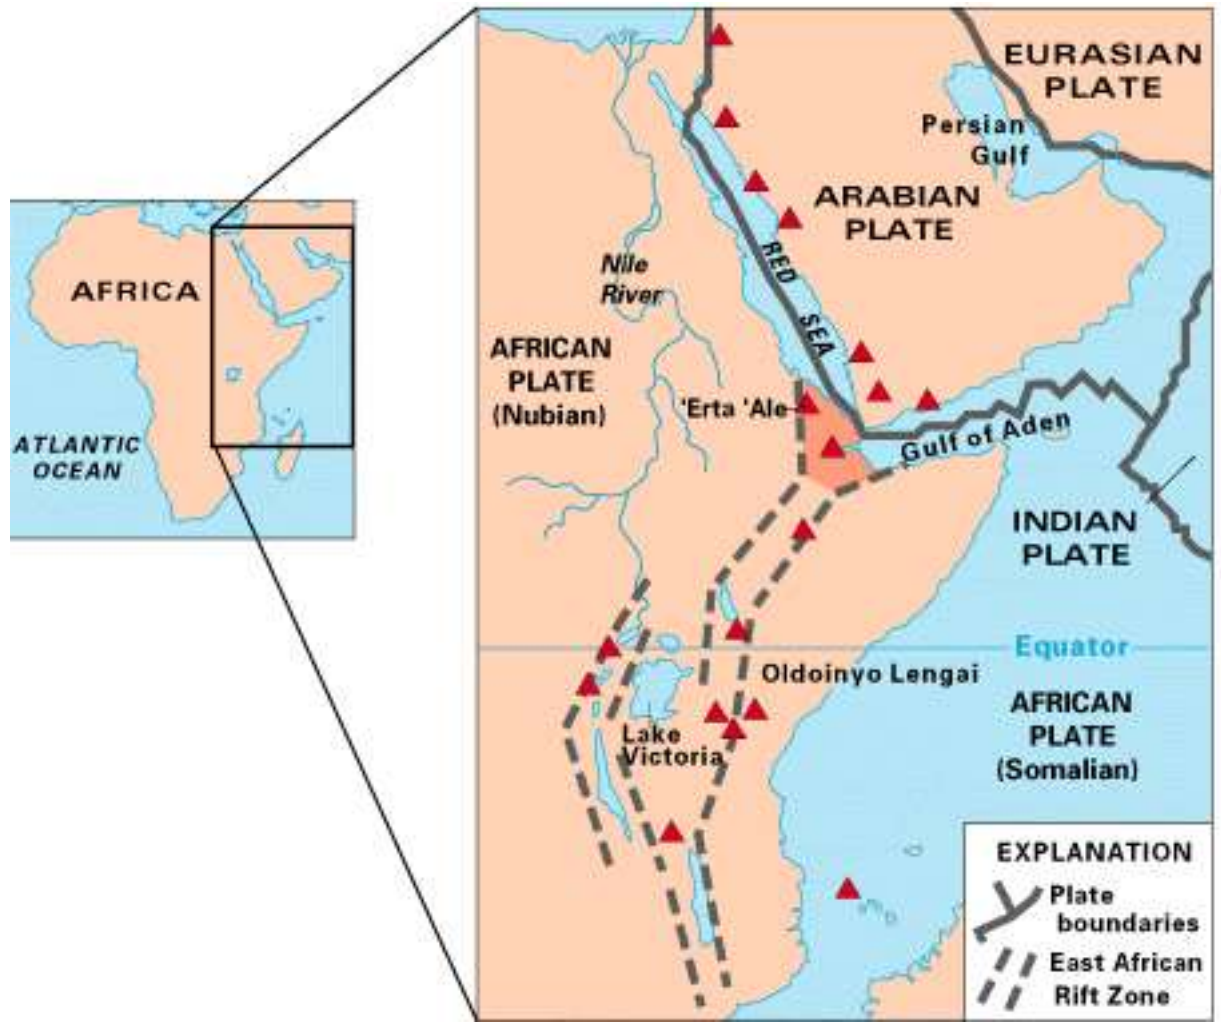 AFRICA
ATLANTIC
OCEAN
EURASIAN
PLATE
Persian
Gulf
ARABIAN
PLATE
RED SEA
Nile
River
AFRICAN
PLATE
(Nubian)
'Erta 'Ale
Gulf of Aden
INDIAN
PLATE
Equator
Oldoinyo Lengai
Lake
Victoria
AFRICAN
PLATE
(Somalian)
EXPLANATION
Plate
boundaries
East African
Rift Zone